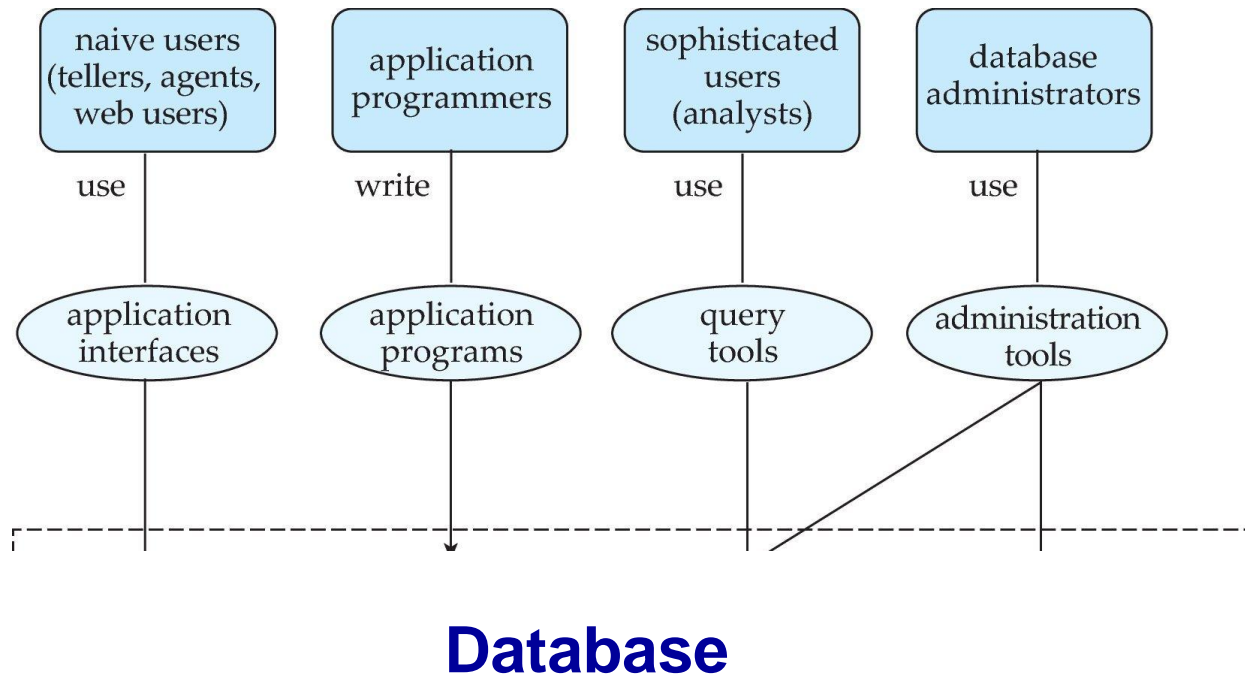 naive users
(tellers, agents,
web users)
application
programmers
sophisticated
users
(analysts)
database
administrators
use
write
use
use
application
interfaces
application
programs
query
tools
administration
tools
Database